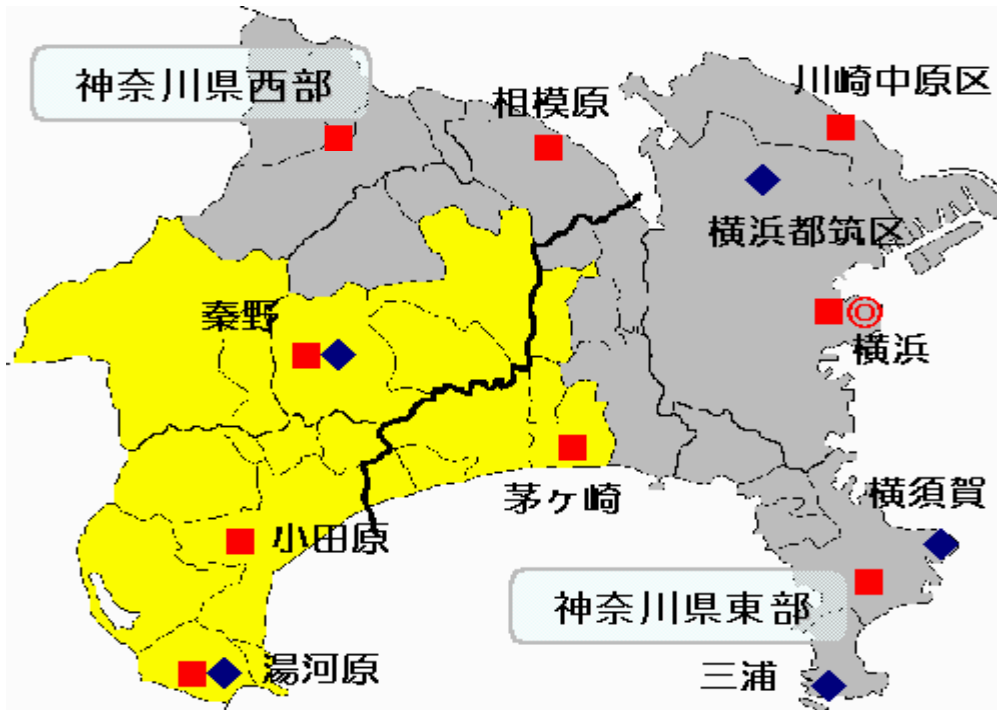 神奈川県西部
相模原
川崎中原区
横浜都筑区
秦野
横浜
茅ヶ崎
横須賀
小田原
神奈川県東部
湯河原
三浦